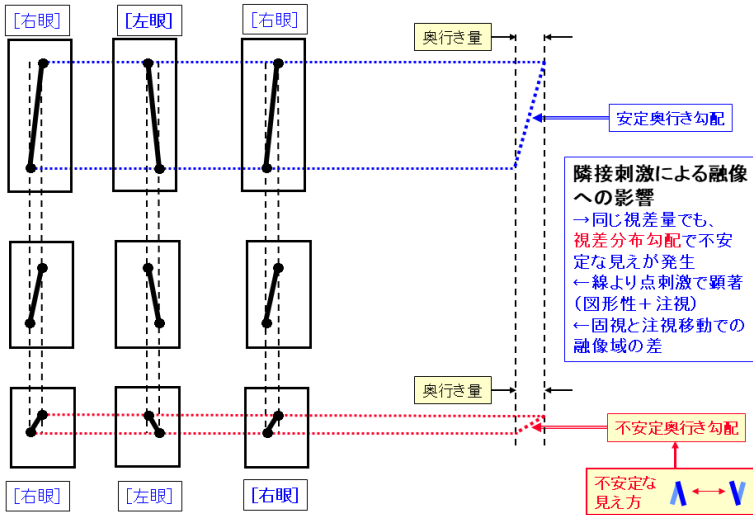 [右眼]
[左眼]
[右眼]
奥行き量
安定奥行き勾配
隣接刺激による融像
への影響
→同じ視差量でも、
視差分布勾配で不安
定な見えが発生
←線より点刺激で顕著
(図形性+注視)
←固視と注視移動での
融像域の差
奥行き量
不安定奥行き勾配
[右眼]
[左眼]
[右眼]
不安定な
見え方